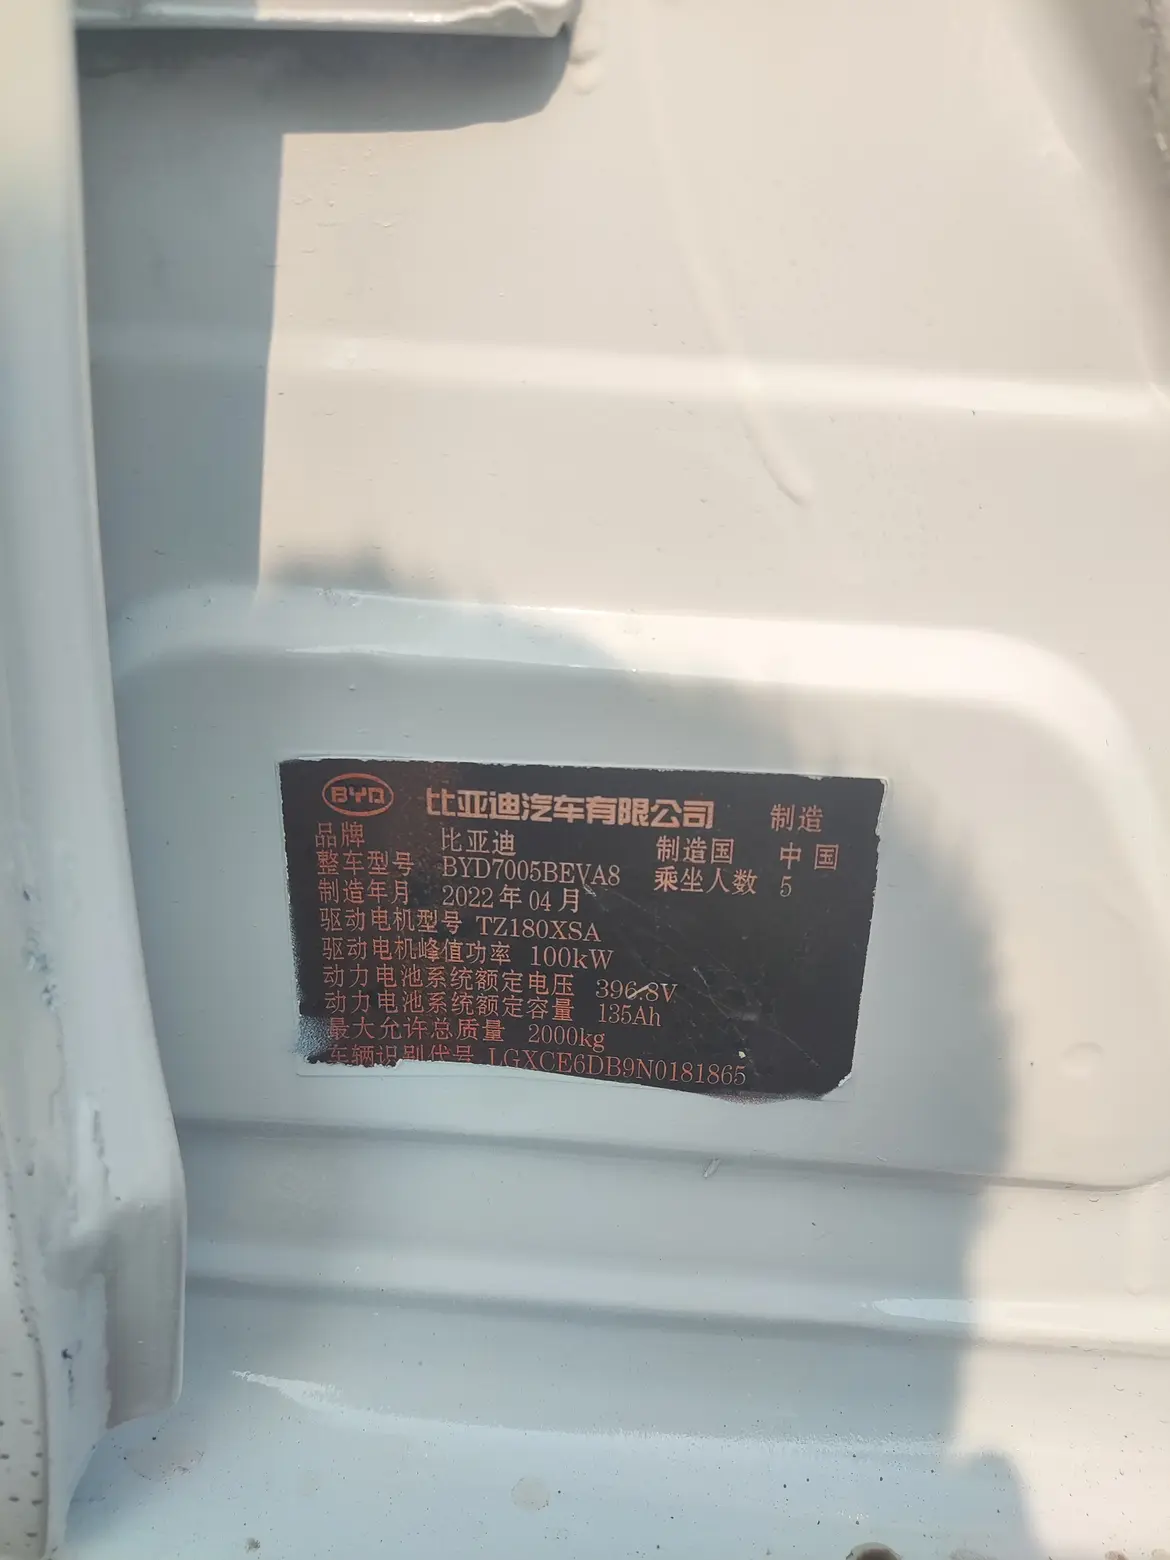 BYD 比亚迪汽车有限公司 制造
品牌 比亚迪 制造国 中国
整车型号 BYD7005BEVA8 乘坐人数 5
制造年月 2022年04月
驱动电机型号 TZ180XSA
驱动电机峰值功率 100kW
动力电池系统额定电压 396.8V
动力电池系统额定容量 135Ah
最大允许总质量 2000kg
车辆识别代号 LGXCE6DB9N0181865